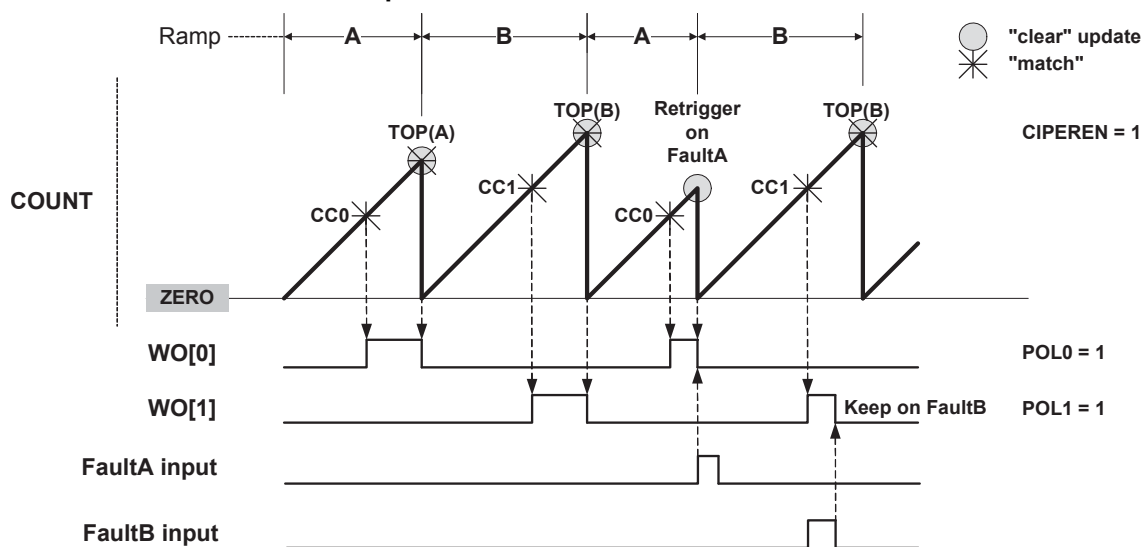 Ramp A B A B
"clear" update
"match"
TOP(A) TOP(B) Retrigger on FaultA TOP(B) CIPEREN = 1
COUNT
CC0 CC1 CC0 CC1
ZERO
WO[0] POL0 = 1
WO[1] Keep on FaultB POL1 = 1
FaultA input
FaultB input